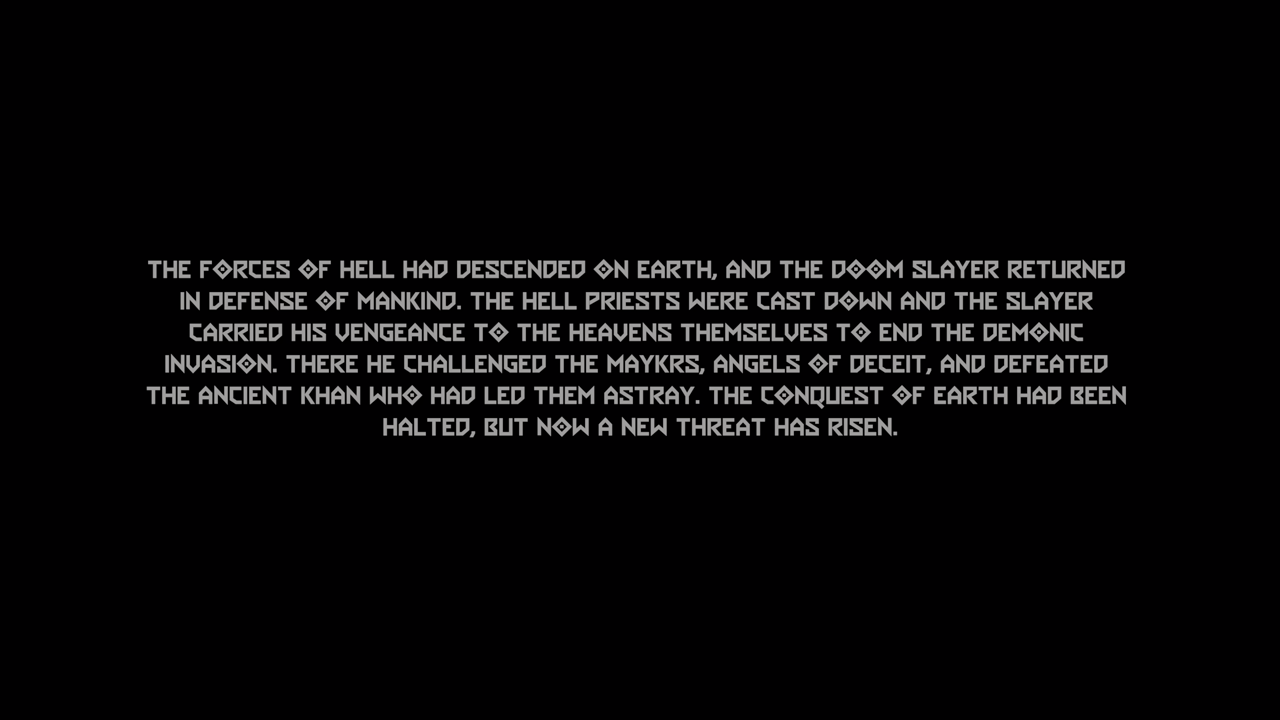 THE FORCES OF HELL HAD DESCENDED ON EARTH, AND THE DOOM SLAYER RETURNED
IN DEFENSE OF MANKIND. THE HELL PRIESTS WERE CAST DOWN AND THE SLAYER
CARRIED HIS VENGEANCE TO THE HEAVENS THEMSELVES TO END THE DEMONIC
INVASION. THERE HE CHALLENGED THE MAYKRS, ANGELS OF DECEIT, AND DEFEATED
THE ANCIENT KHAN WHO HAD LED THEM ASTRAY. THE CONQUEST OF EARTH HAD BEEN
HALTED, BUT NOW A NEW THREAT HAS RISEN.